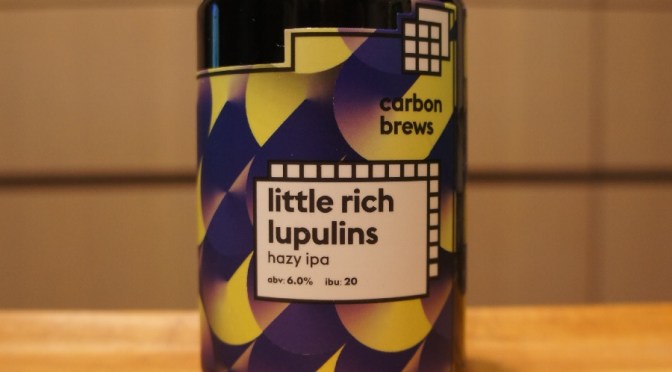 carbon
brews
little rich
lupulins
hazy ipa
abv: 6.0% ibu: 20